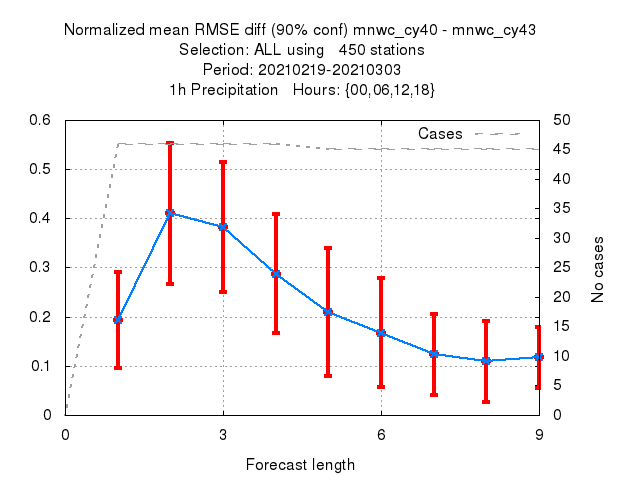 Normalized mean RMSE diff (90% conf) mnwc_cy40 - mnwc_cy43
Selection: ALL using   450 stations
Period: 20210219-20210303
1h Precipitation   Hours: {00,06,12,18}
Cases
0.6
0.5
0.4
0.3
0.2
0.1
0
50
45
40
35
30
25
20
15
10
5
0
No cases
0 3 6 9
Forecast length